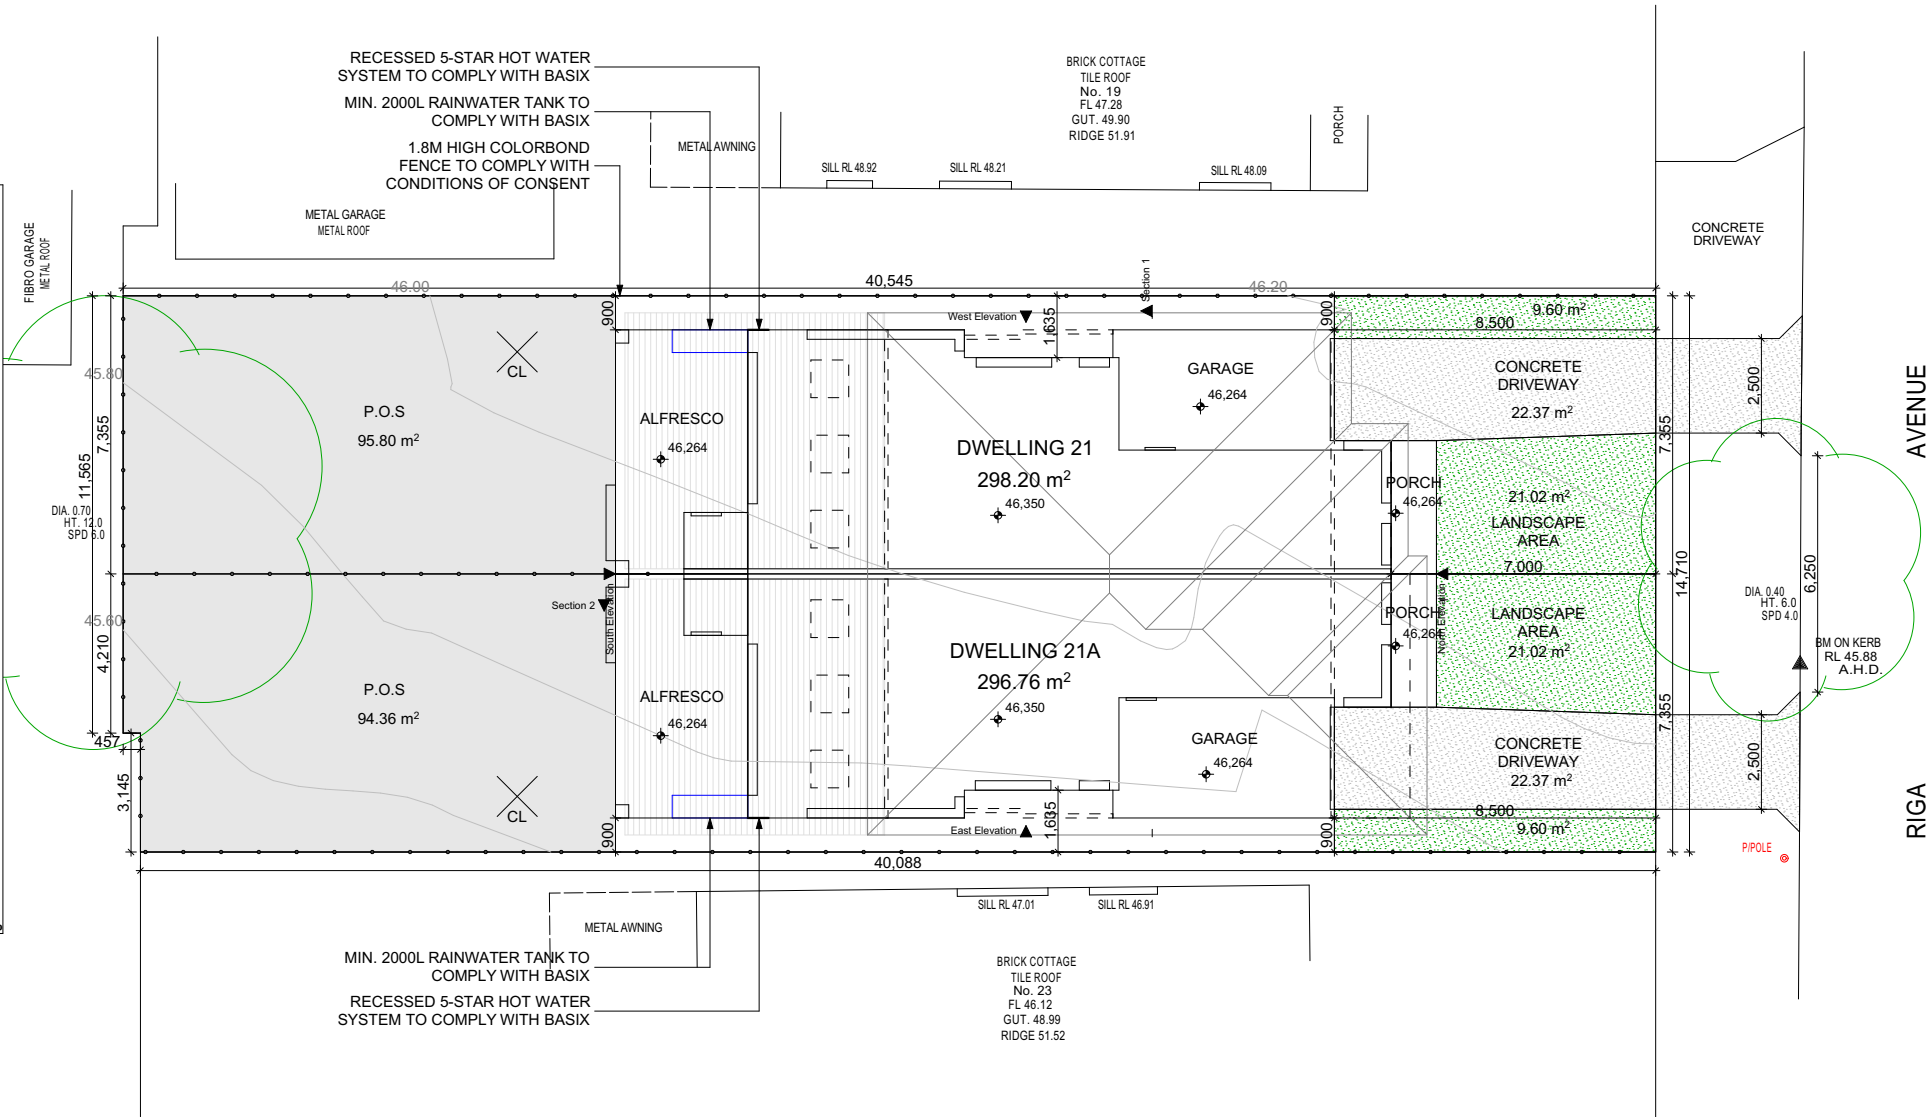 RECESSED 5-STAR HOT WATER
SYSTEM TO COMPLY WITH BASIX
MIN. 2000L RAINWATER TANK TO
COMPLY WITH BASIX
1.8M HIGH COLORBOND
FENCE TO COMPLY WITH
CONDITIONS OF CONSENT
METAL AWNING
BRICK COTTAGE
TILE ROOF
No. 19
FL 47.28
GUT. 49.90
RIDGE 51.91
PORCH
SILL RL 48.92
SILL RL 48.21
SILL RL 48.09
METAL GARAGE
METAL ROOF
FIBRO GARAGE
METAL ROOF
CONCRETE
DRIVEWAY
46.00
40,545
Section 1
46.20
900
West Elevation
1,635
900
9.60 m²
8,500
45.80
CL
P.O.S
95.80 m²
7,355
11,565
ALFRESCO
46,264
GARAGE
46,264
CONCRETE
DRIVEWAY
22.37 m²
2,500
7,355
AVENUE
DWELLING 21
298.20 m²
46,350
PORCH
46,264
21.02 m²
LANDSCAPE
AREA
DIA. 0.70
HT. 12.0
SPD 6.0
7,000
14,710
6,250
Section 2
South Elevation
North Elevation
45.60
4,210
DWELLING 21A
296.76 m²
46,350
PORCH
46,264
LANDSCAPE
AREA
21.02 m²
DIA. 0.40
HT. 6.0
SPD 4.0
BM ON KERB
RL 45.88
A.H.D.
P.O.S
94.36 m²
ALFRESCO
46,264
457
3,145
CL
GARAGE
46,264
CONCRETE
DRIVEWAY
22.37 m²
7,355
2,500
RIGA
900
East Elevation
1,635
900
8,500
9.60 m²
P/POLE
40,088
SILL RL 47.01
SILL RL 46.91
METAL AWNING
MIN. 2000L RAINWATER TANK TO
COMPLY WITH BASIX
RECESSED 5-STAR HOT WATER
SYSTEM TO COMPLY WITH BASIX
BRICK COTTAGE
TILE ROOF
No. 23
FL 46.12
GUT. 48.99
RIDGE 51.52